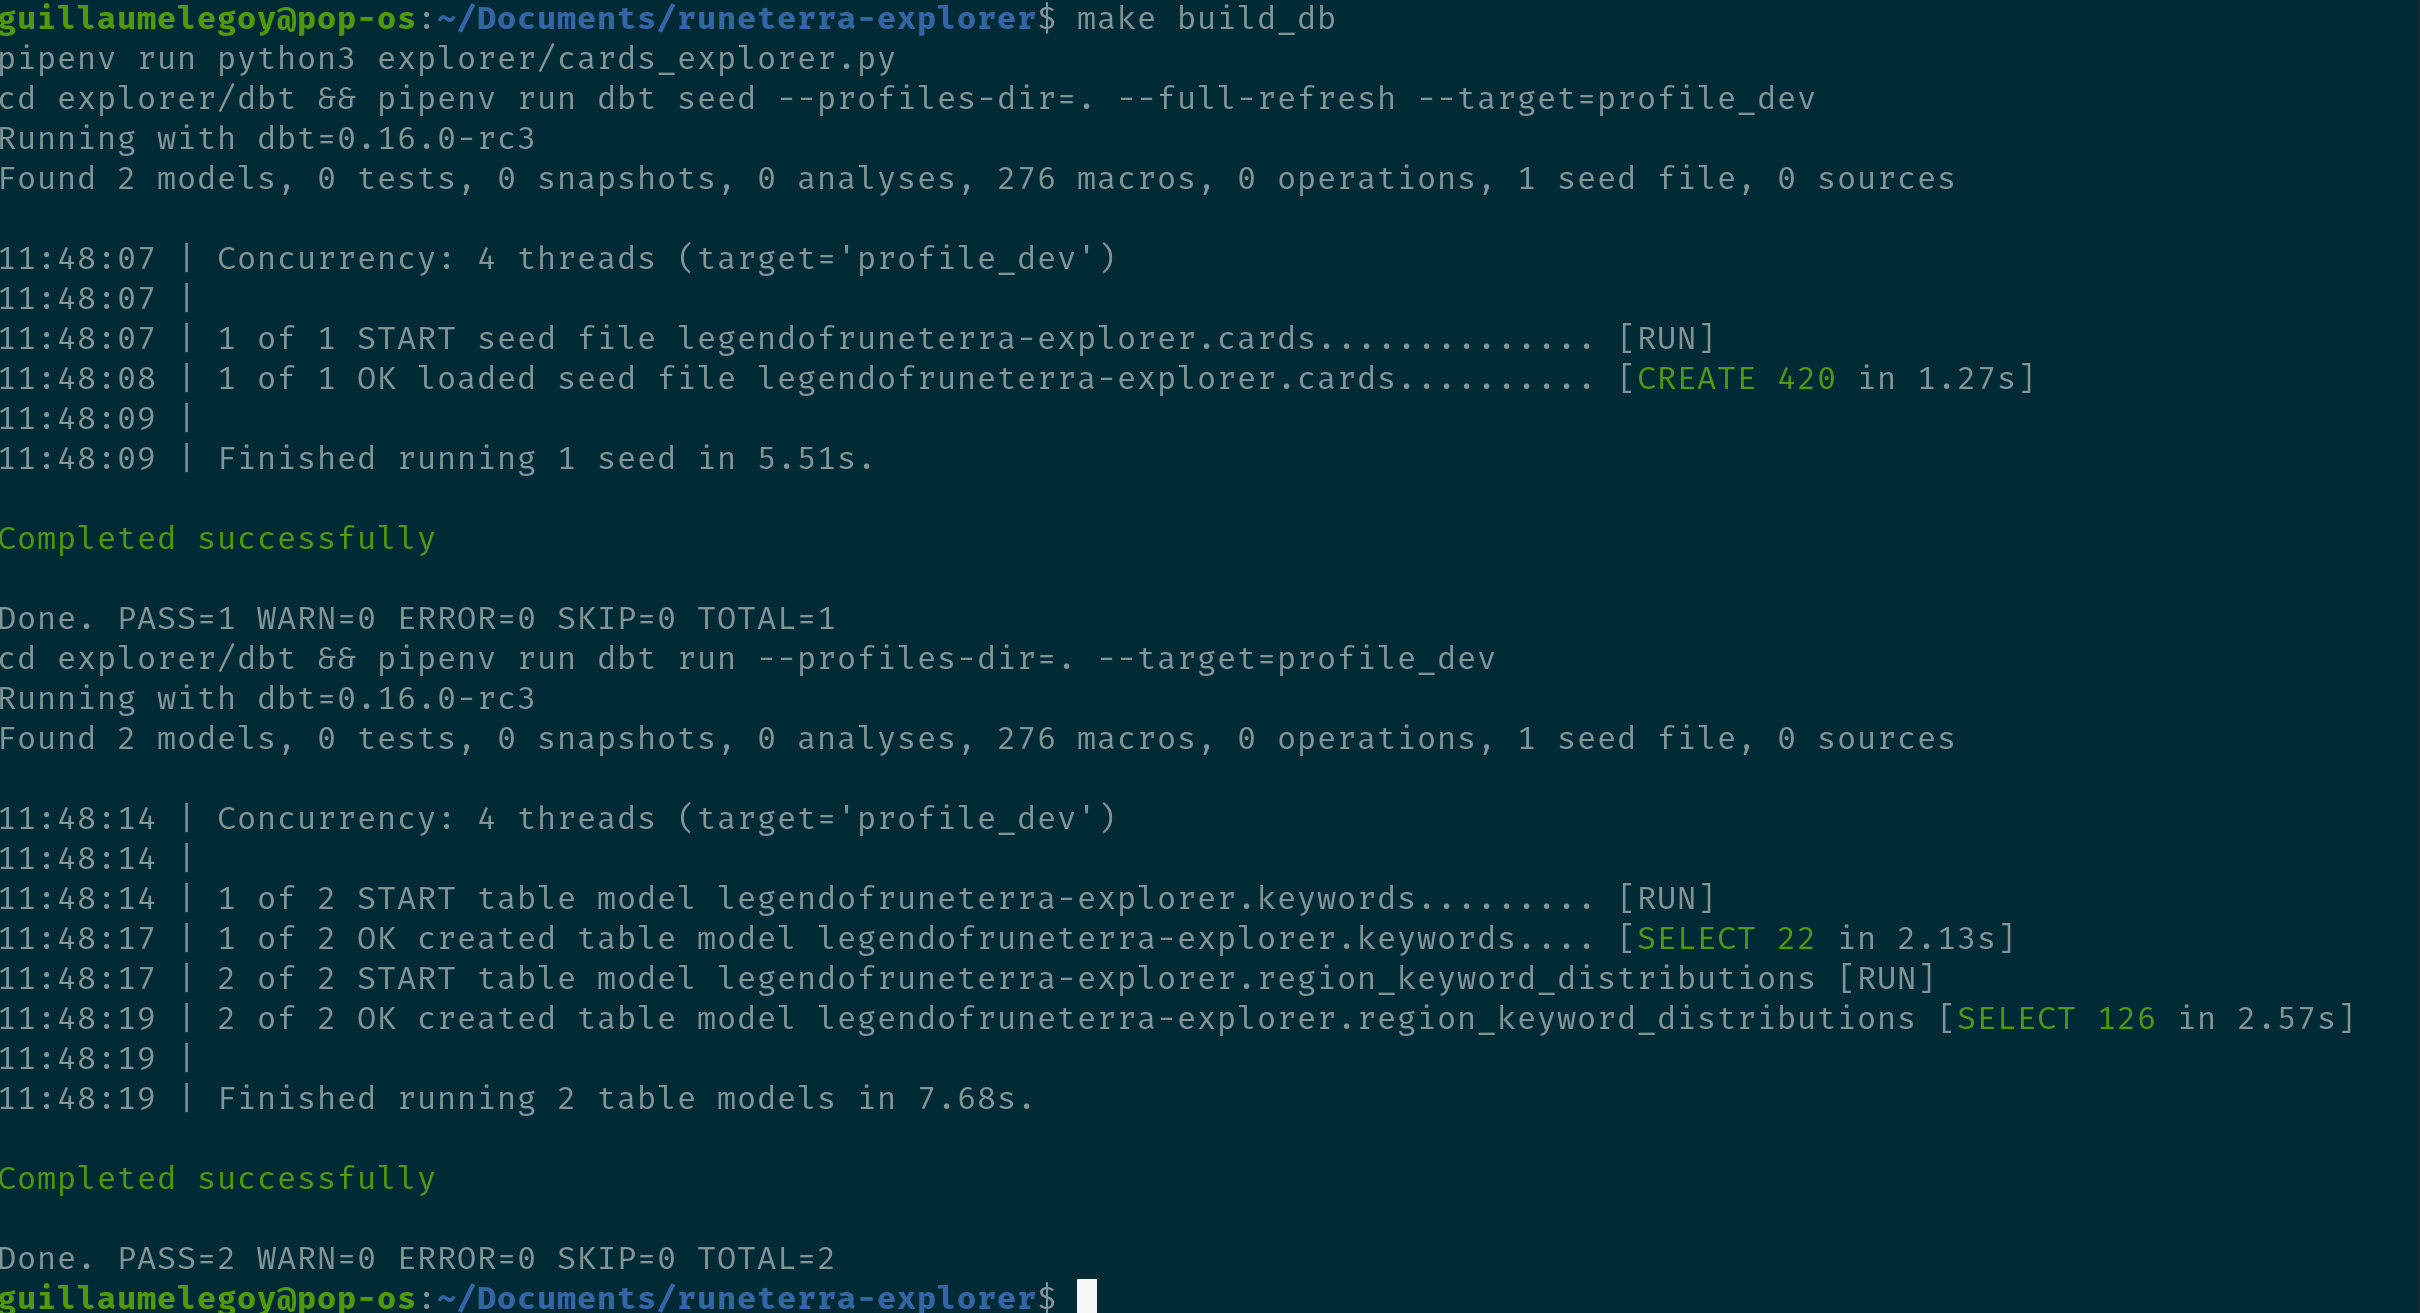 guillaumelegoy@pop-os:~/Documents/runeterra-explorer$ make build_db
pipenv run python3 explorer/cards_explorer.py
cd explorer/dbt && pipenv run dbt seed --profiles-dir=. --full-refresh --target=profile_dev
Running with dbt=0.16.0-rc3
Found 2 models, 0 tests, 0 snapshots, 0 analyses, 276 macros, 0 operations, 1 seed file, 0 sources
11:48:07 | Concurrency: 4 threads (target='profile_dev')
11:48:07 |
11:48:07 | 1 of 1 START seed file legendofruneterra-explorer.cards.............. [RUN]
11:48:08 | 1 of 1 OK loaded seed file legendofruneterra-explorer.cards.......... [CREATE 420 in 1.27s]
11:48:09 |
11:48:09 | Finished running 1 seed in 5.51s.
Completed successfully
Done. PASS=1 WARN=0 ERROR=0 SKIP=0 TOTAL=1
cd explorer/dbt && pipenv run dbt run --profiles-dir=. --target=profile_dev
Running with dbt=0.16.0-rc3
Found 2 models, 0 tests, 0 snapshots, 0 analyses, 276 macros, 0 operations, 1 seed file, 0 sources
11:48:14 | Concurrency: 4 threads (target='profile_dev')
11:48:14 |
11:48:14 | 1 of 2 START table model legendofruneterra-explorer.keywords......... [RUN]
11:48:17 | 1 of 2 OK created table model legendofruneterra-explorer.keywords.... [SELECT 22 in 2.13s]
11:48:17 | 2 of 2 START table model legendofruneterra-explorer.region_keyword_distributions [RUN]
11:48:19 | 2 of 2 OK created table model legendofruneterra-explorer.region_keyword_distributions [SELECT 126 in 2.57s]
11:48:19 |
11:48:19 | Finished running 2 table models in 7.68s.
Completed successfully
Done. PASS=2 WARN=0 ERROR=0 SKIP=0 TOTAL=2
guillaumelegoy@pop-os:~/Documents/runeterra-explorer$